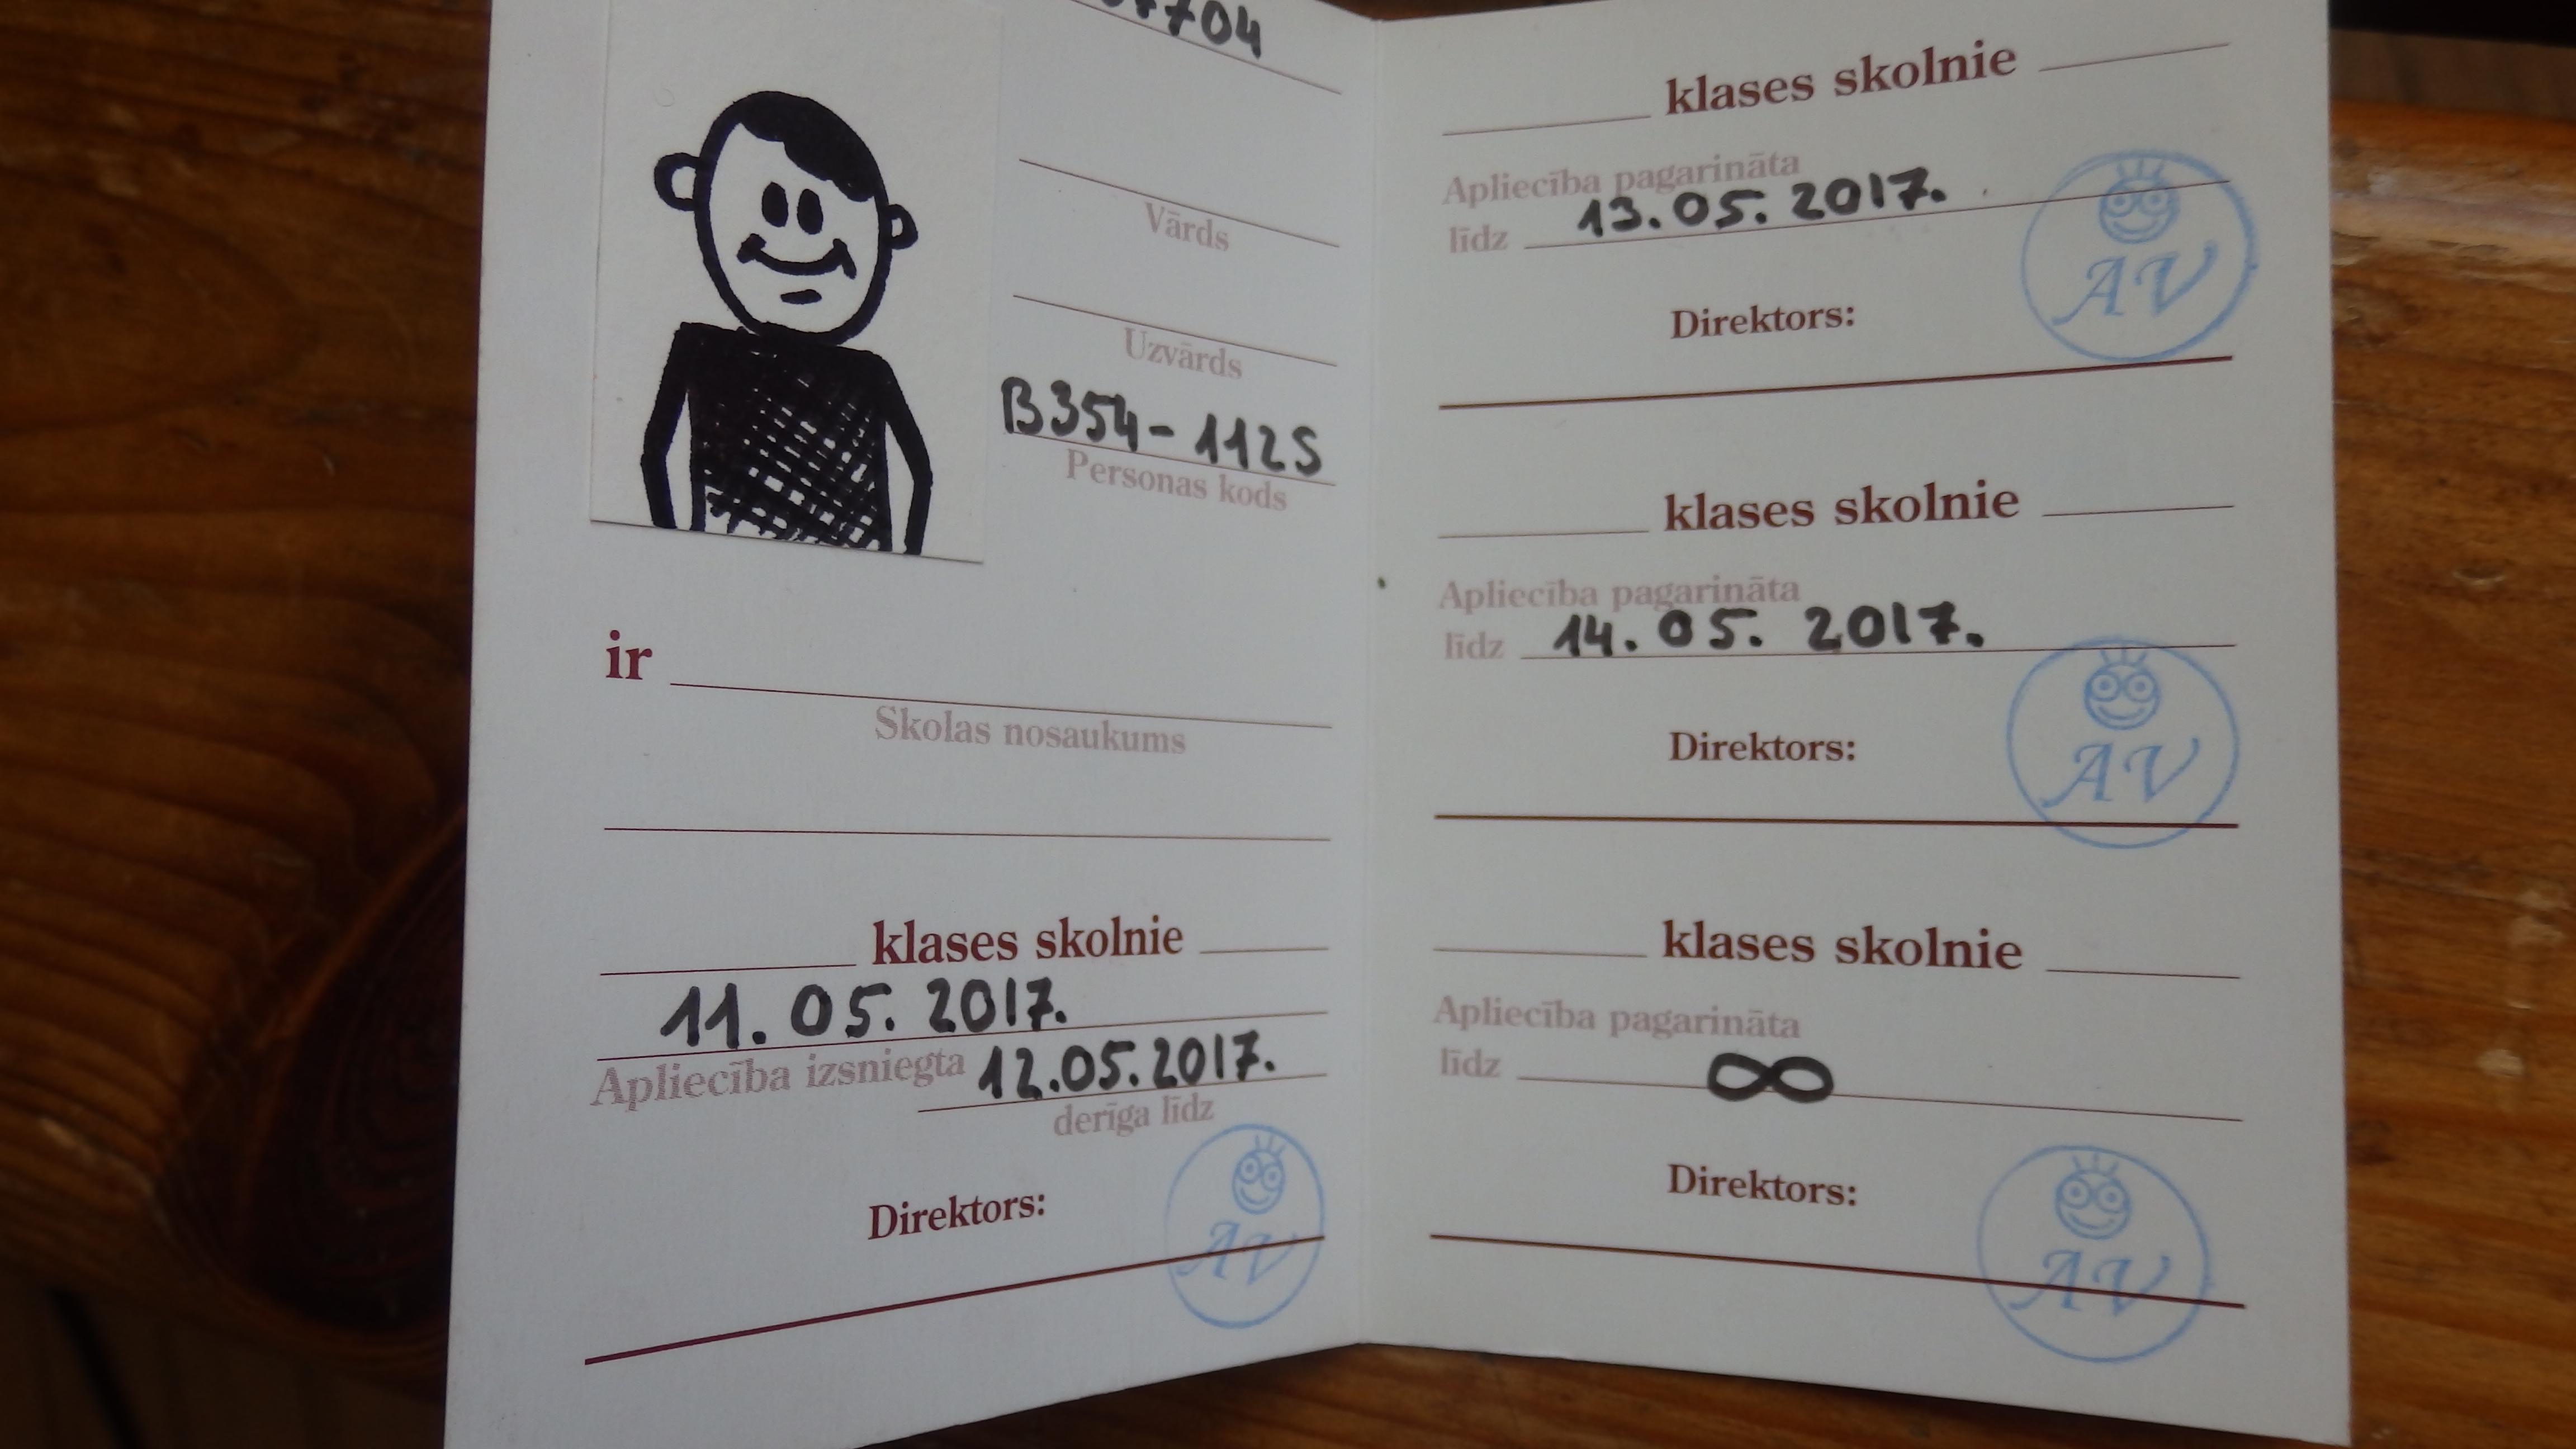 704
Vārds
Uzvārds
B354-112S
Personas kods
ir
Skolas nosaukums
klases skolnie
11.05.2017.
Apliecība izsniegta 12.05.2017.
derīga līdz
Direktors:
AV
klases skolnie
Apliecība pagarināta
līdz 13.05.2017.
AV
Direktors:
klases skolnie
Apliecība pagarināta
līdz 14.05.2017.
Direktors:
AV
klases skolnie
Apliecība pagarināta
līdz ∞
Direktors:
AV